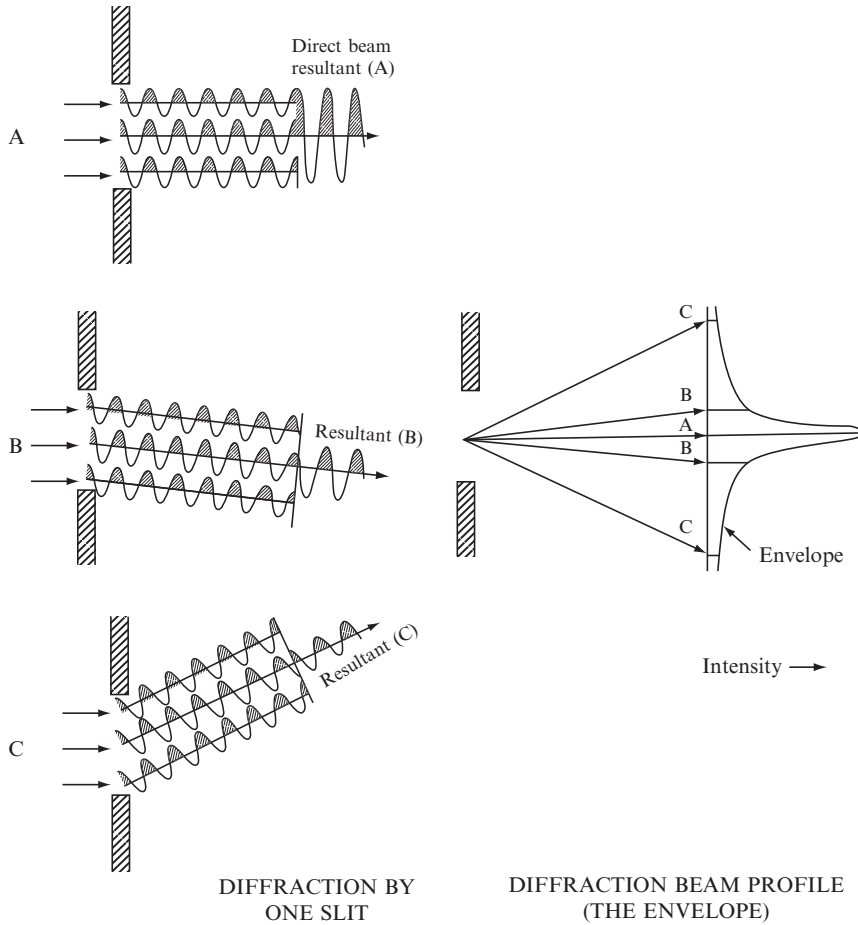 Direct beam
resultant (A)
A
B
Resultant (B)
C
B
A
B
C
Envelope
C
Resultant (C)
Intensity
DIFFRACTION BY
ONE SLIT
DIFFRACTION BEAM PROFILE
(THE ENVELOPE)